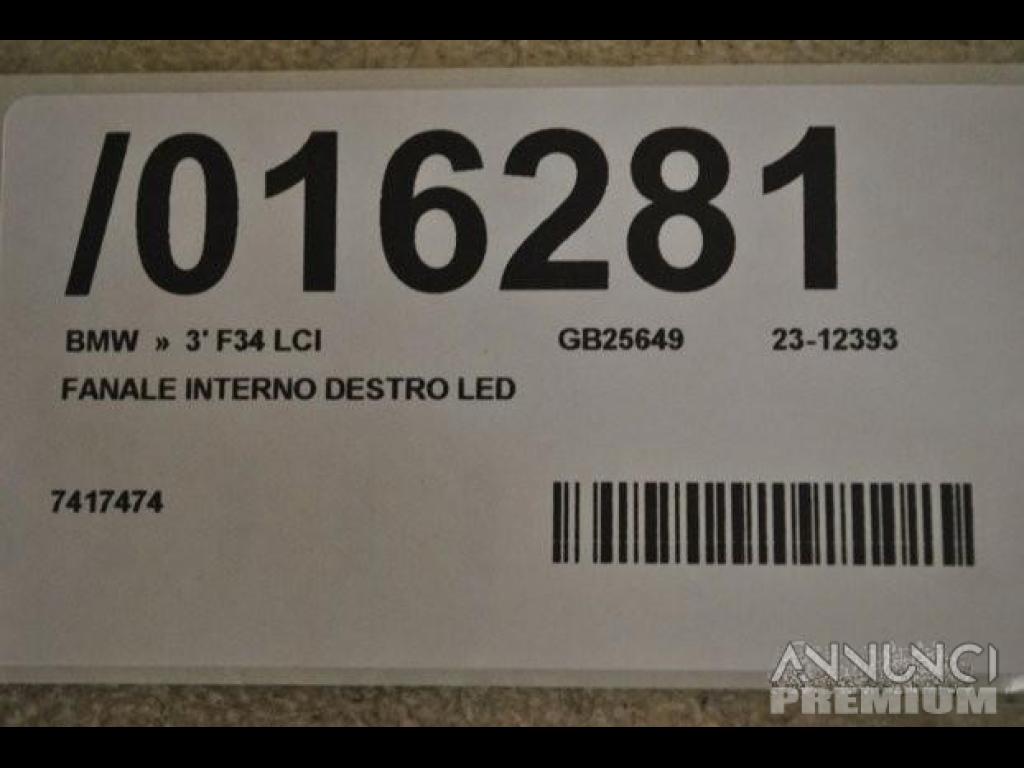 /016281
BMW » 3' F34 LCI GB25649 23-12393
FANALE INTERNO DESTRO LED
7417474
ANNUNCI
PREMIUM